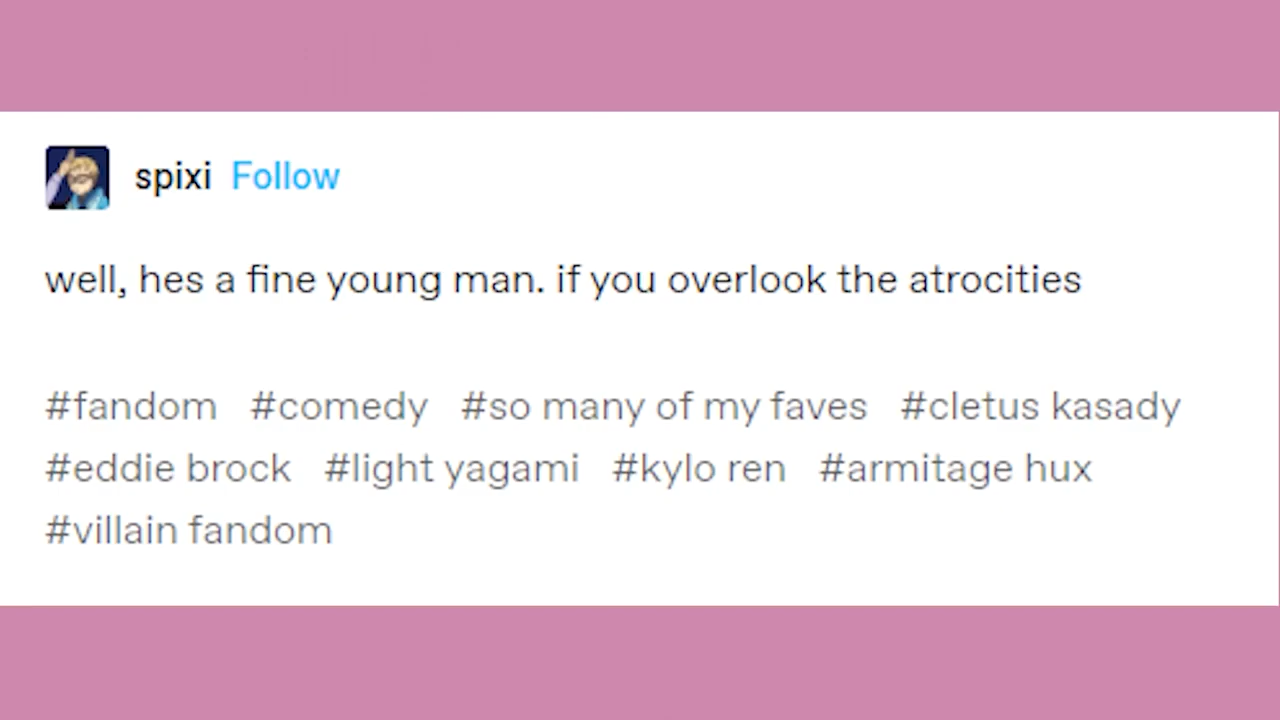 spixi Follow
well, hes a fine young man. if you overlook the atrocities
#fandom #comedy #so many of my faves #cletus kasady
#eddie brock #light yagami #kylo ren #armitage hux
#villain fandom